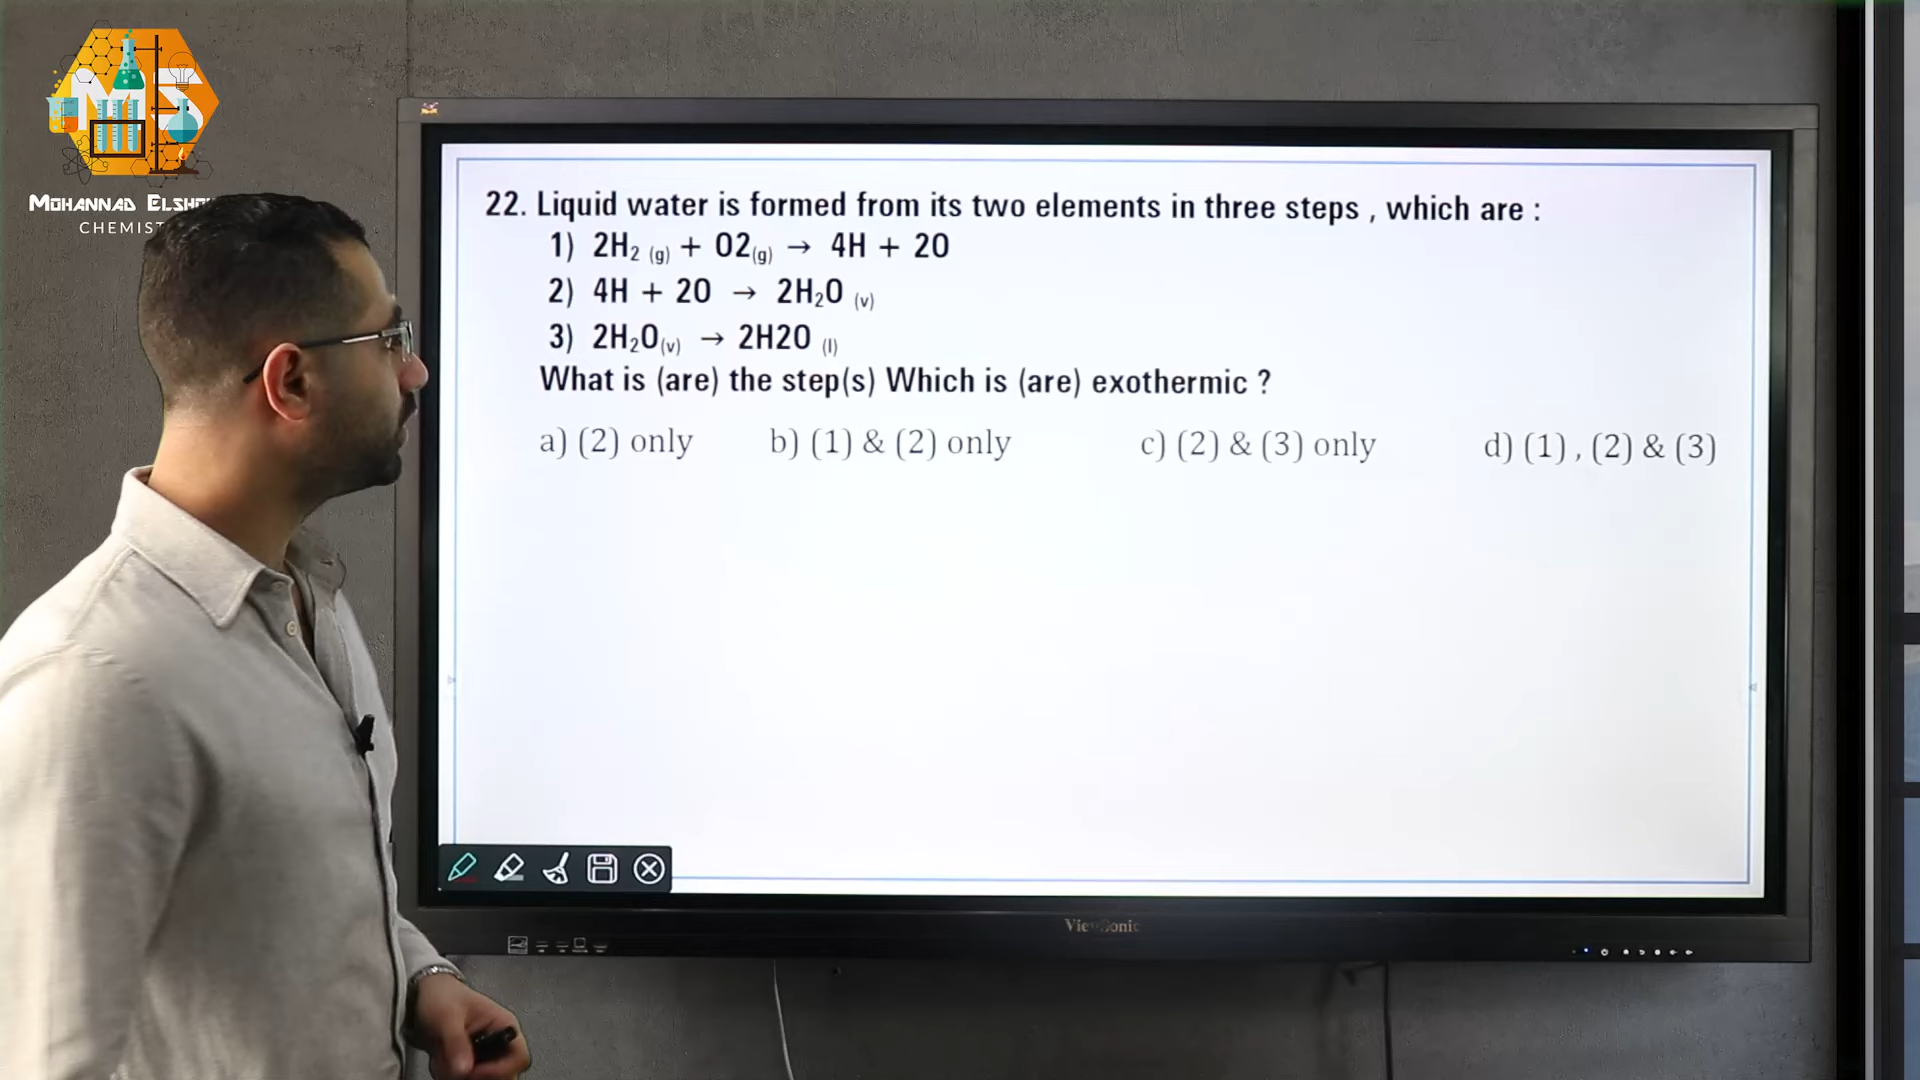 MS
MOHANNAD
CHEMIST
22. Liquid water is formed from its two elements in three steps , which are :
1) 2H₂ (g) + O2(g) → 4H + 2O
2) 4H + 2O → 2H₂O (v)
3) 2H₂O(v) → 2H2O (l)
What is (are) the step(s) Which is (are) exothermic ?
a) (2) only b) (1) & (2) only c) (2) & (3) only d) (1) , (2) & (3)
ViewSonic